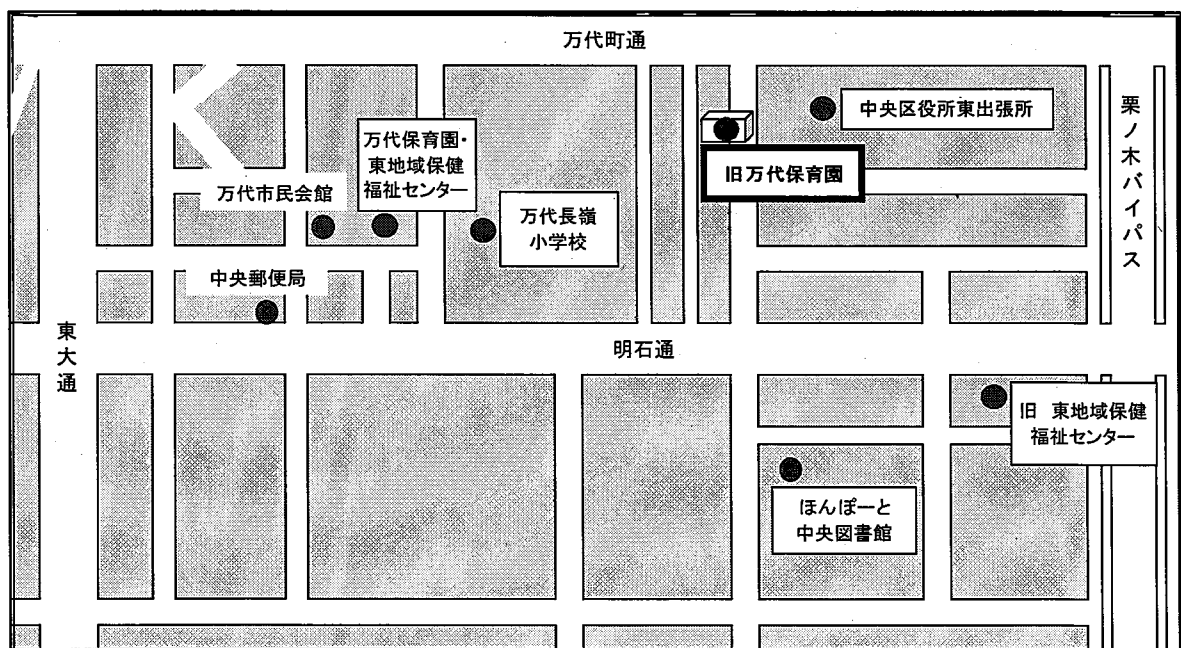 万代町通
中央区役所東出張所
栗ノ木バイパス
万代保育園・
東地域保健
福祉センター
旧万代保育園
万代市民会館
万代長嶺
小学校
中央郵便局
東大通
明石通
旧　東地域保健
福祉センター
ほんぽーと
中央図書館